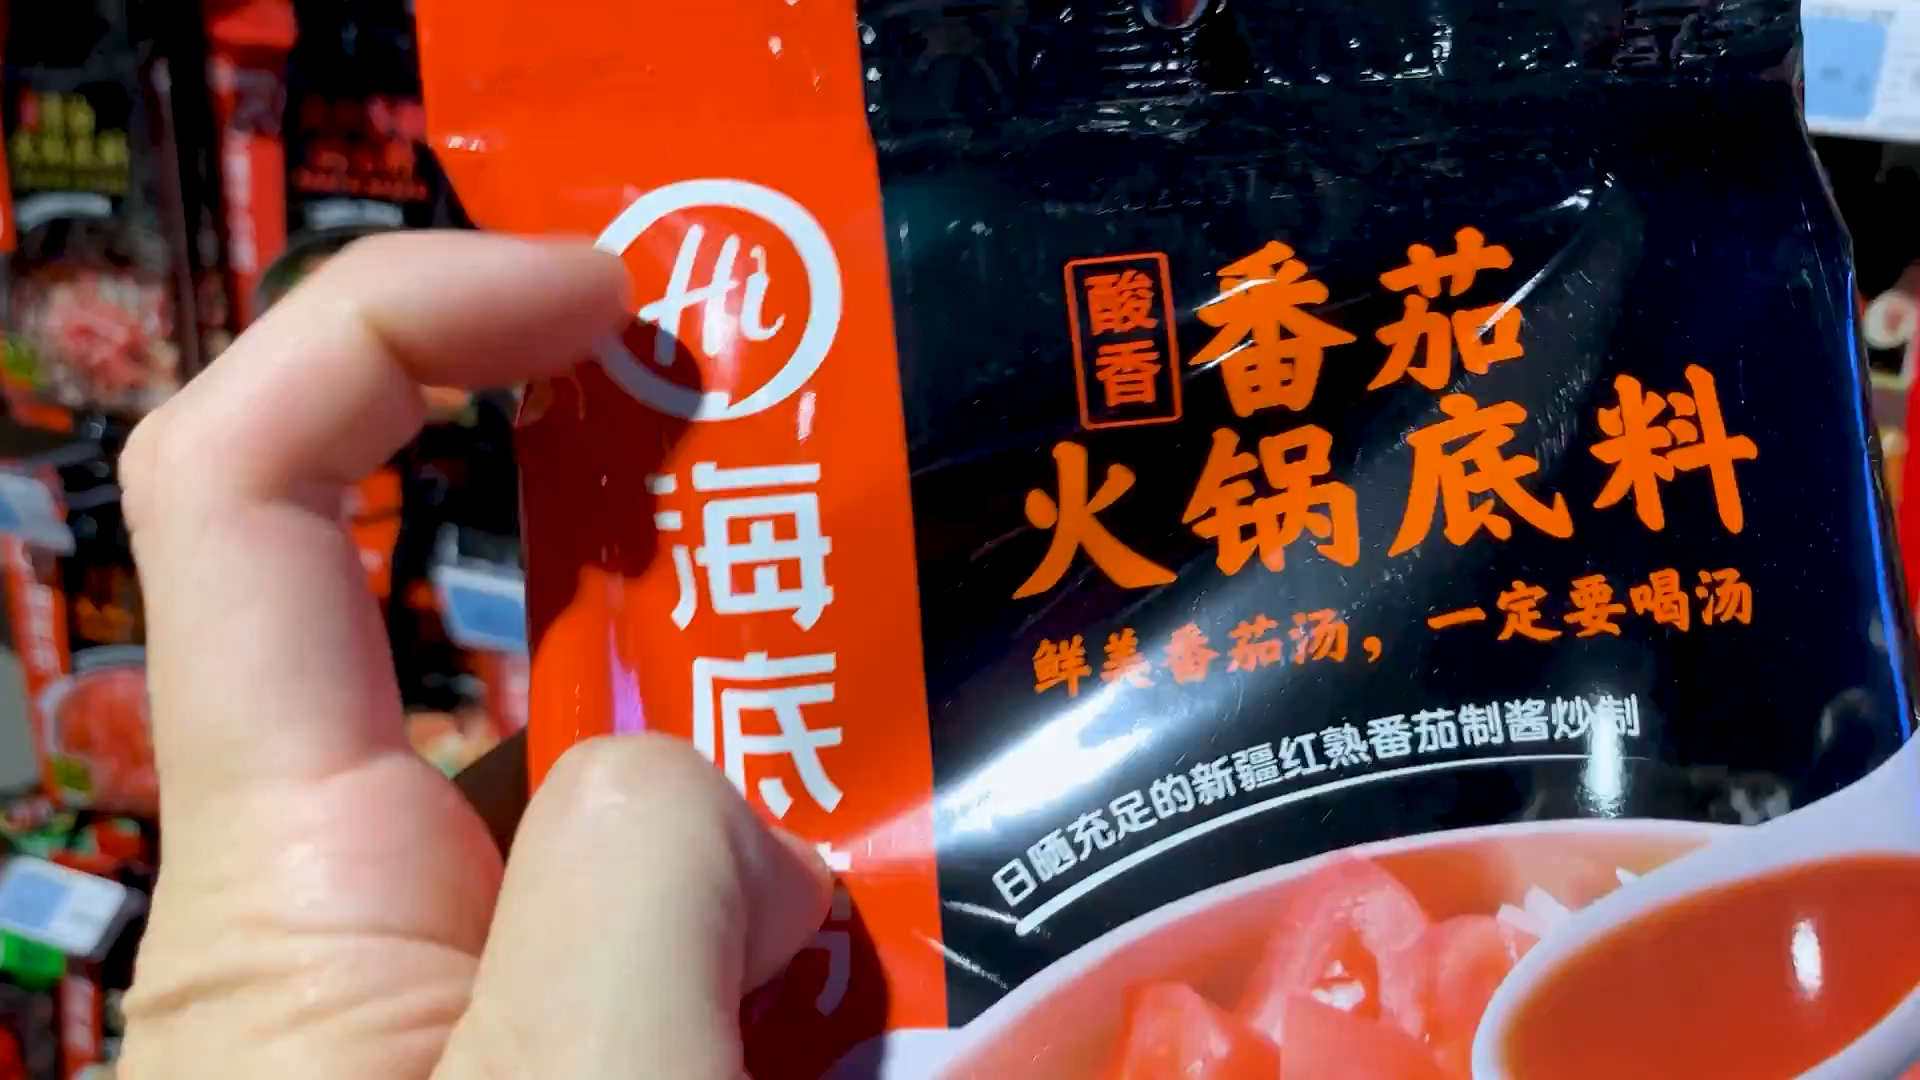 Hi
海底
酸香
番茄
火锅底料
鲜美番茄汤，一定要喝汤
日晒充足的新疆红熟番茄制酱炒制